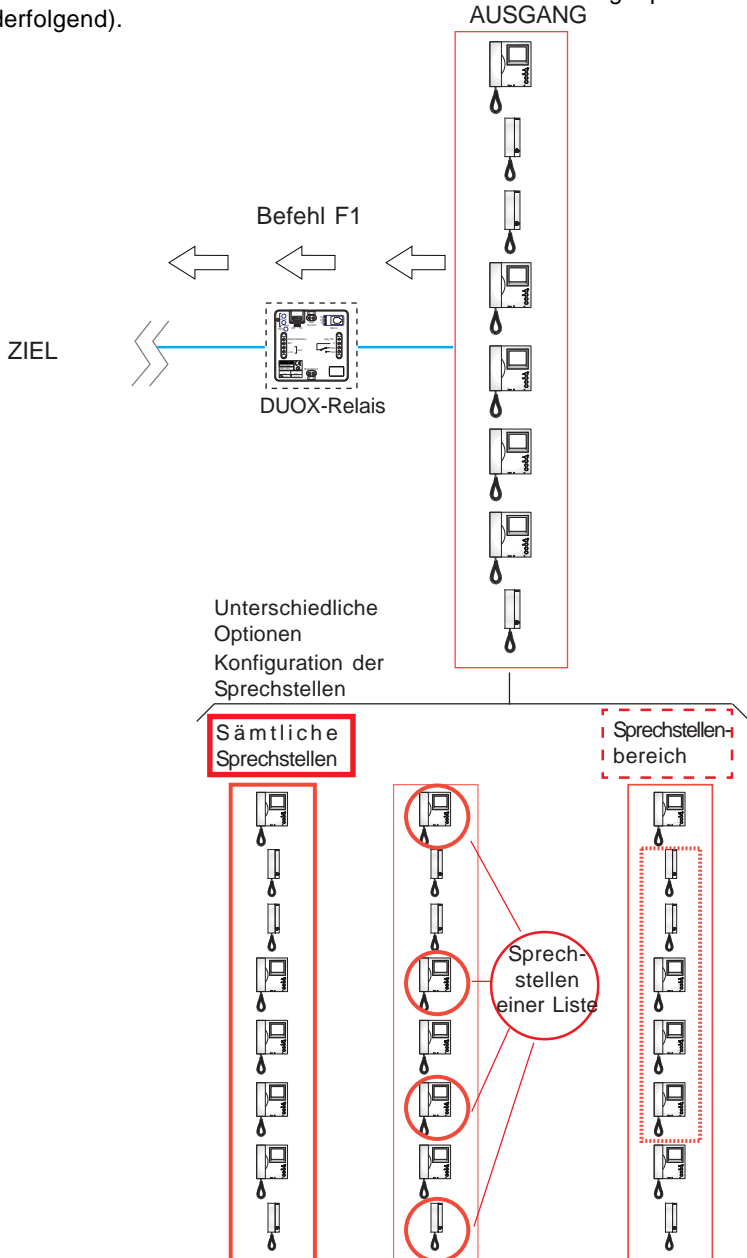 derfolgend).
AUSGANG
Befehl F1
ZIEL
DUOX-Relais
Unterschiedliche
Optionen
Konfiguration der
Sprechstellen
Sämtliche
Sprechstellen
Sprechstellen-
bereich
Sprech-
stellen
einer Liste